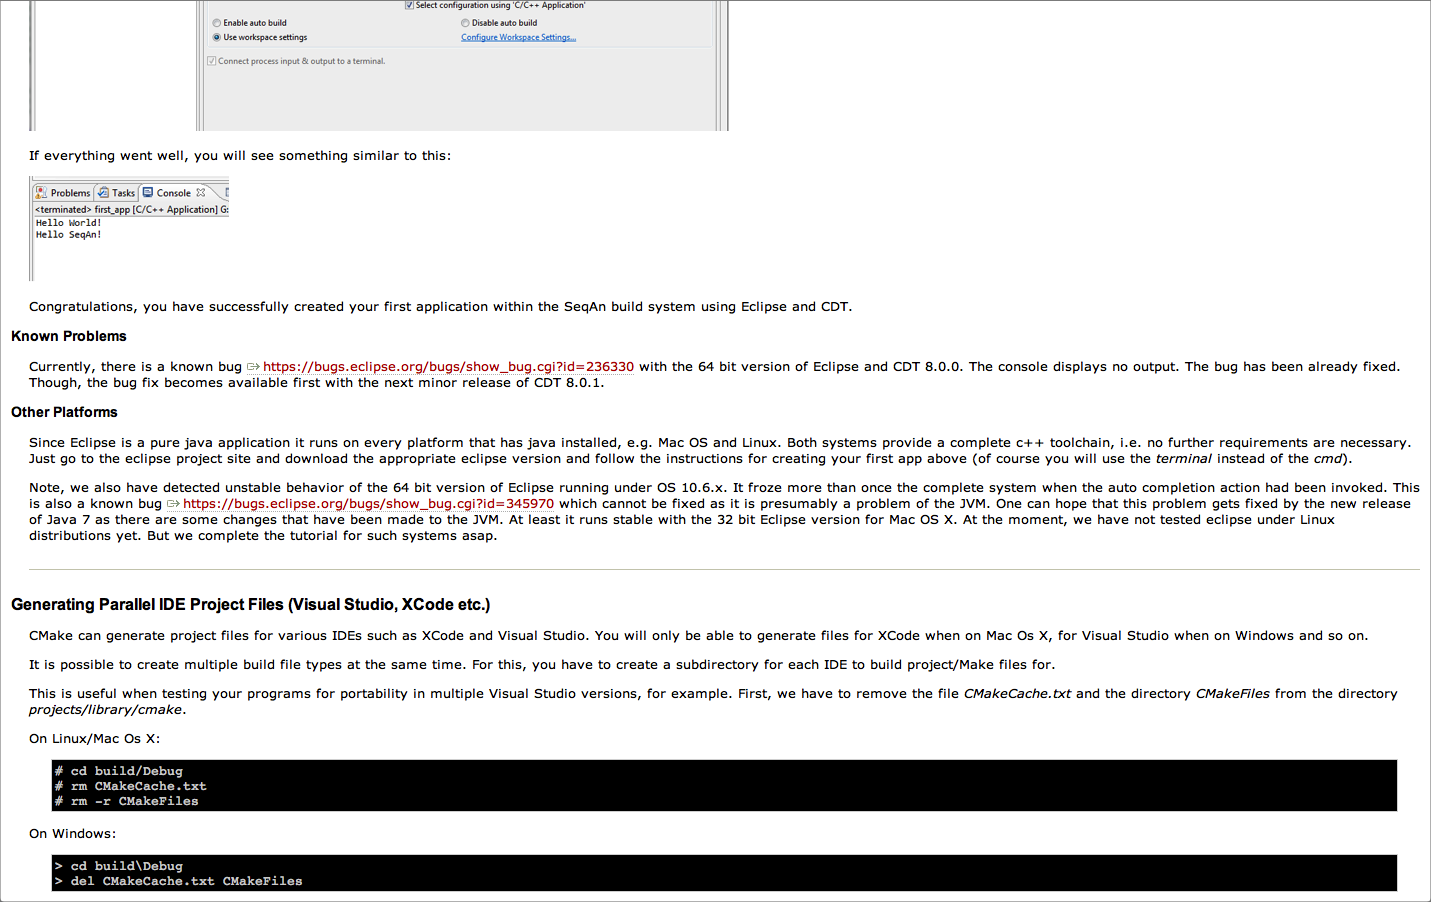 Select configuration using 'C/C++ Application'
Enable auto build
Disable auto build
Use workspace settings
Configure Workspace Settings...
Connect process input & output to a terminal.
If everything went well, you will see something similar to this:
Problems Tasks Console
<terminated> first_app [C/C++ Application] G:
Hello World!
Hello SeqAn!
Congratulations, you have successfully created your first application within the SeqAn build system using Eclipse and CDT.
Known Problems
Currently, there is a known bug https://bugs.eclipse.org/bugs/show_bug.cgi?id=236330 with the 64 bit version of Eclipse and CDT 8.0.0. The console displays no output. The bug has been already fixed.
Though, the bug fix becomes available first with the next minor release of CDT 8.0.1.
Other Platforms
Since Eclipse is a pure java application it runs on every platform that has java installed, e.g. Mac OS and Linux. Both systems provide a complete c++ toolchain, i.e. no further requirements are necessary.
Just go to the eclipse project site and download the appropriate eclipse version and follow the instructions for creating your first app above (of course you will use the terminal instead of the cmd).
Note, we also have detected unstable behavior of the 64 bit version of Eclipse running under OS 10.6.x. It froze more than once the complete system when the auto completion action had been invoked. This
is also a known bug https://bugs.eclipse.org/bugs/show_bug.cgi?id=345970 which cannot be fixed as it is presumably a problem of the JVM. One can hope that this problem gets fixed by the new release
of Java 7 as there are some changes that have been made to the JVM. At least it runs stable with the 32 bit Eclipse version for Mac OS X. At the moment, we have not tested eclipse under Linux
distributions yet. But we complete the tutorial for such systems asap.
Generating Parallel IDE Project Files (Visual Studio, XCode etc.)
CMake can generate project files for various IDEs such as XCode and Visual Studio. You will only be able to generate files for XCode when on Mac Os X, for Visual Studio when on Windows and so on.
It is possible to create multiple build file types at the same time. For this, you have to create a subdirectory for each IDE to build project/Make files for.
This is useful when testing your programs for portability in multiple Visual Studio versions, for example. First, we have to remove the file CMakeCache.txt and the directory CMakeFiles from the directory
projects/library/cmake.
On Linux/Mac Os X:
# cd build/Debug
# rm CMakeCache.txt
# rm -r CMakeFiles
On Windows:
> cd build\Debug
> del CMakeCache.txt CMakeFiles